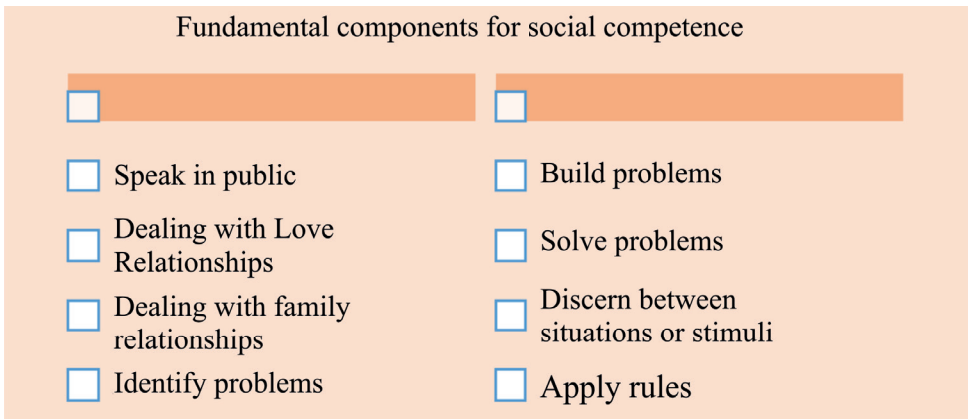 Fundamental components for social competence
Speak in public
Dealing with Love
Relationships
Dealing with family
relationships
Identify problems
Build problems
Solve problems
Discern between
situations or stimuli
Apply rules